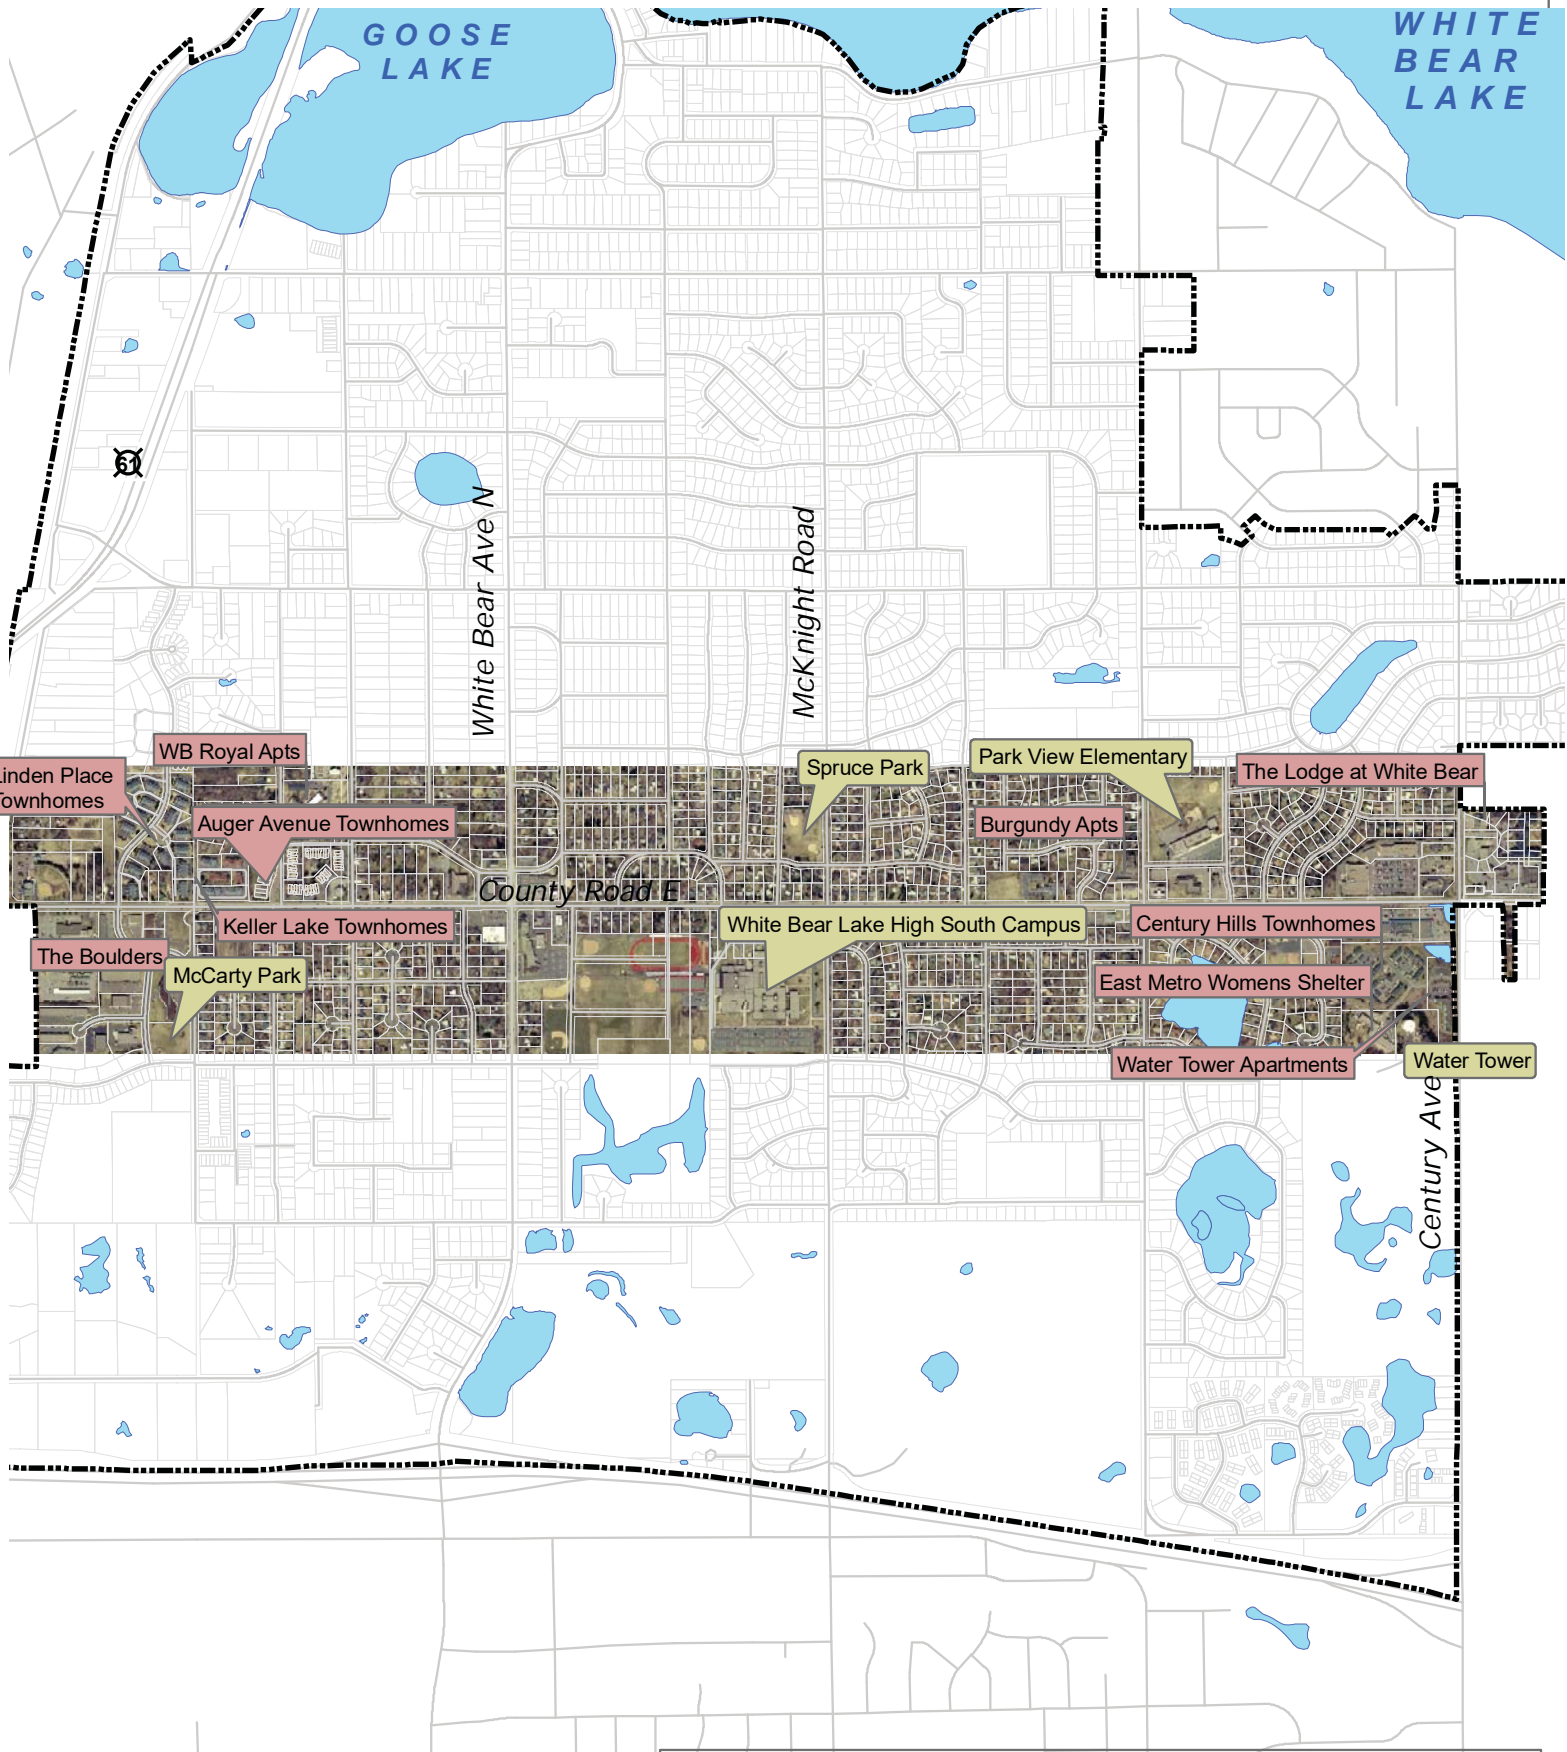 GOOSE
LAKE
WHITE
BEAR
LAKE
61
White Bear Ave N
McKnight Road
WB Royal Apts
Linden Place
Townhomes
Spruce Park
Park View Elementary
The Lodge at White Bear
Auger Avenue Townhomes
Burgundy Apts
County Road E
Keller Lake Townhomes
White Bear Lake High South Campus
Century Hills Townhomes
The Boulders
McCarty Park
East Metro Womens Shelter
Water Tower Apartments
Water Tower
Century Ave